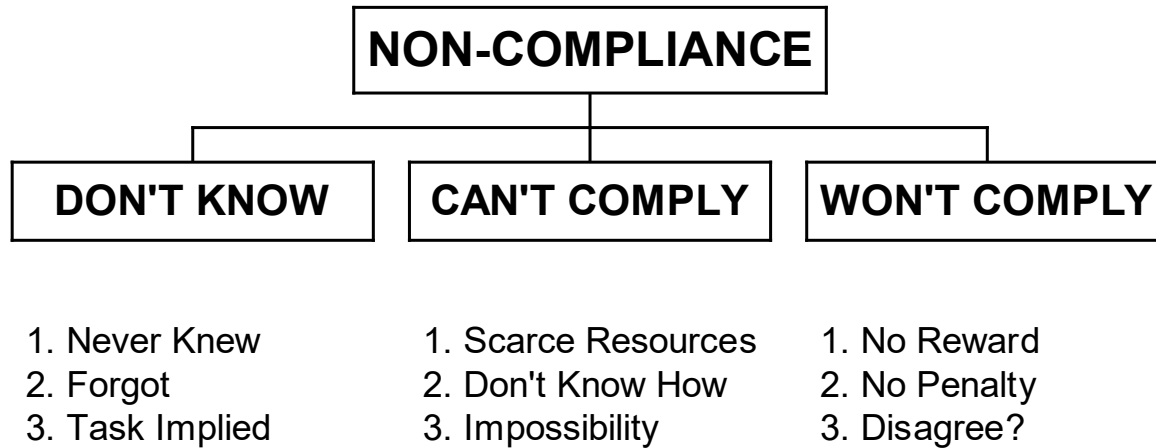 NON-COMPLIANCE
DON'T KNOW
CAN'T COMPLY
WON'T COMPLY
1. Never Knew
2. Forgot
3. Task Implied
1. Scarce Resources
2. Don't Know How
3. Impossibility
1. No Reward
2. No Penalty
3. Disagree?